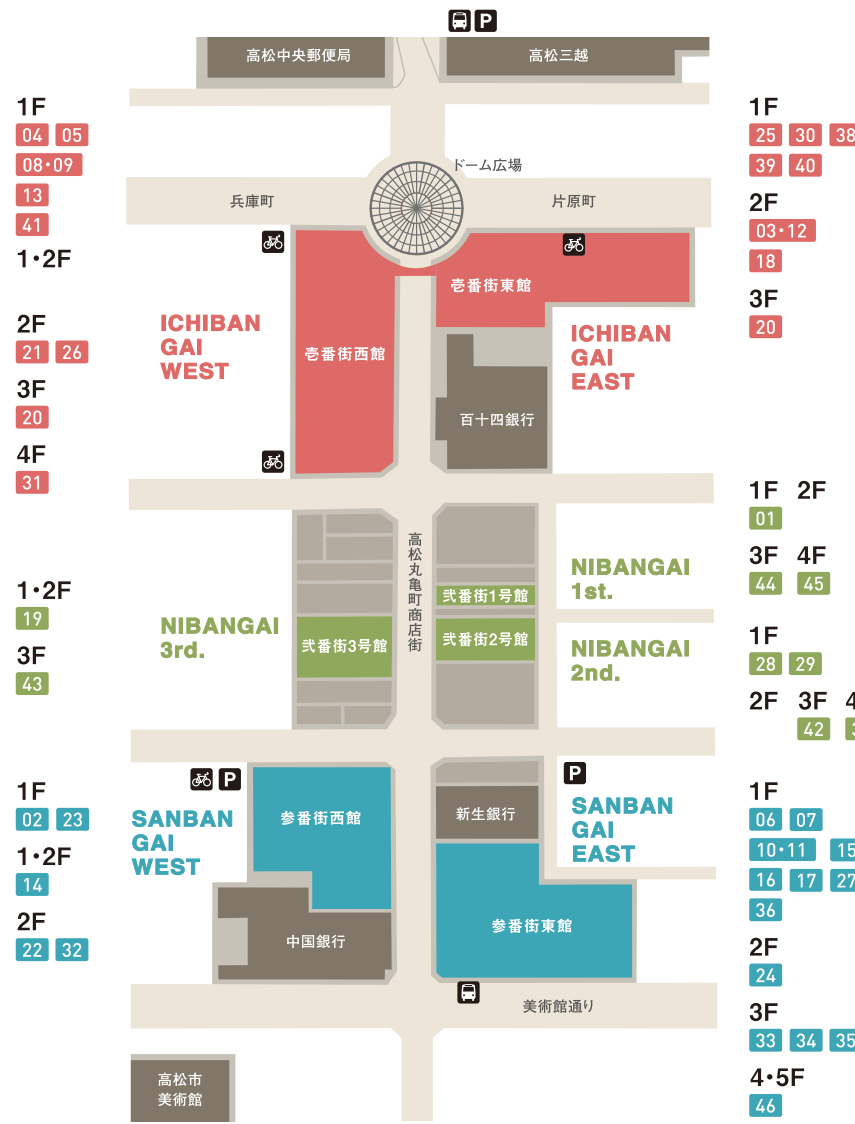 P
高松中央郵便局
高松三越
1F
04 05
08・09
13
41
1・2F
2F
21 26
3F
20
4F
31
1・2F
19
3F
43
1F
02 23
1・2F
14
2F
22 32
ドーム広場
兵庫町
片原町
壱番街東館
壱番街西館
ICHIBAN
GAI
WEST
ICHIBAN
GAI
EAST
百十四銀行
高松丸亀町商店街
NIBANGAI
1st.
弐番街1号館
NIBANGAI
3rd.
弐番街3号館
弐番街2号館
NIBANGAI
2nd.
P
P
SANBAN
GAI
WEST
参番街西館
新生銀行
SANBAN
GAI
EAST
参番街東館
中国銀行
美術館通り
高松市
美術館
1F
25 30 38
39 40
2F
03・12
18
3F
20
1F 2F
01
3F 4F
44 45
1F
28 29
2F 3F 4
42
1F
06 07
10・11 15
16 17 27
36
2F
24
3F
33 34 35
4・5F
46